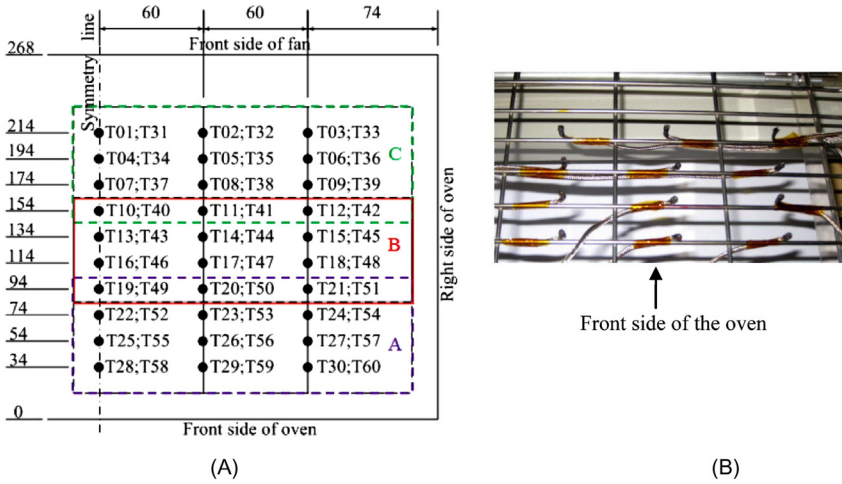 60 60 74
268 Symmetry line Front side of fan
214 T01;T31 T02;T32 T03;T33
194 T04;T34 T05;T35 C T06;T36
174 T07;T37 T08;T38 T09;T39
154 T10;T40 T11;T41 T12;T42
134 T13;T43 T14;T44 T15;T45
B
114 T16;T46 T17;T47 T18;T48
94 T19;T49 T20;T50 T21;T51
74 T22;T52 T23;T53 T24;T54
54 T25;T55 T26;T56 T27;T57 A
34 T28;T58 T29;T59 T30;T60
0
Front side of oven
Right side of oven
(A)
Front side of the oven
(B)